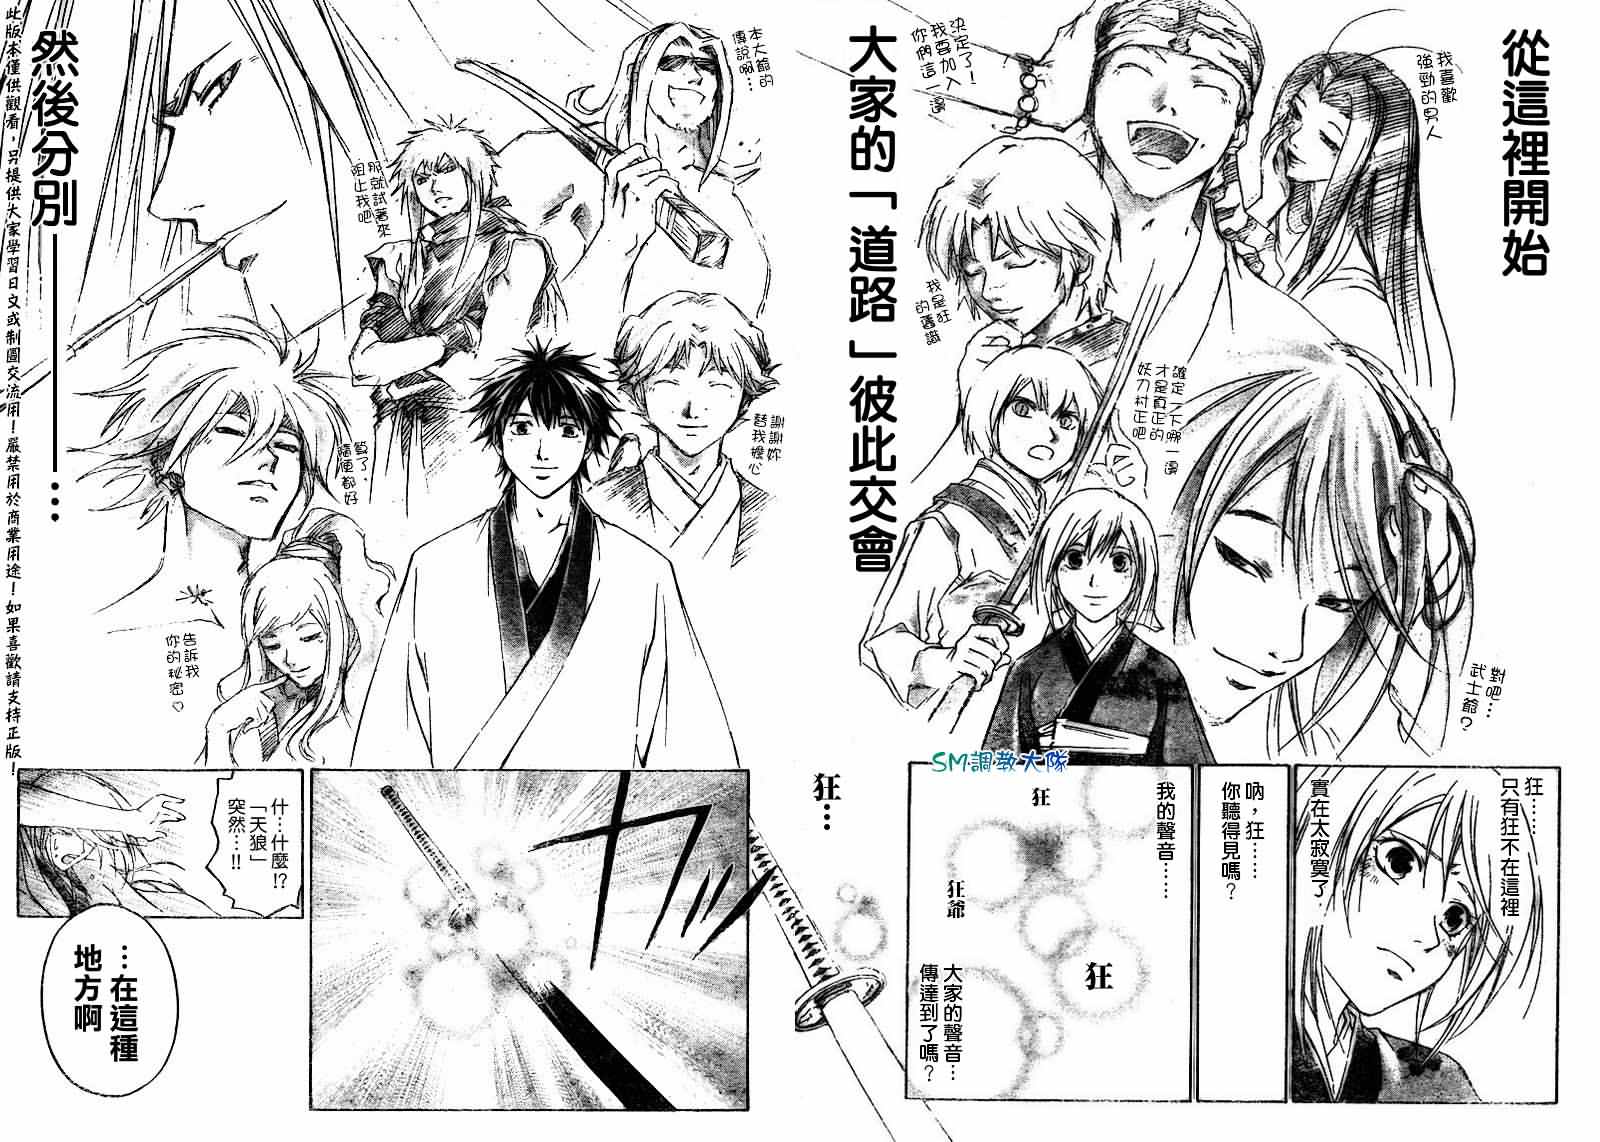 從這裡開始
我喜歡
強勁的男人
決定了！
我要加入
你們這一邊
大家的「道路」彼此交會
我是狂
的舊識
確定一下哪一邊
才是真正的
妖刀村正吧
對吧…
武士爺？
本大爺的
傳說啊…
那就試著來
阻止我吧
謝謝妳
替我擔心
算了，
隨便都好
告訴我
你的秘密♡
然後分別——…
狂……
只有狂不在這裡
實在太寂寞了
吶，狂……
你聽得見嗎？
SM調教大隊
我的聲音……
狂
狂爺
狂
大家的聲音…
傳達到了嗎？
狂…
カッ
什…什麼!?
「天狼」
突然…!!
…在這種
地方啊
此版本僅供觀看，只提供大家學習日文或制圖交流用！嚴禁用於商業用途！如果喜歡請支持正版！